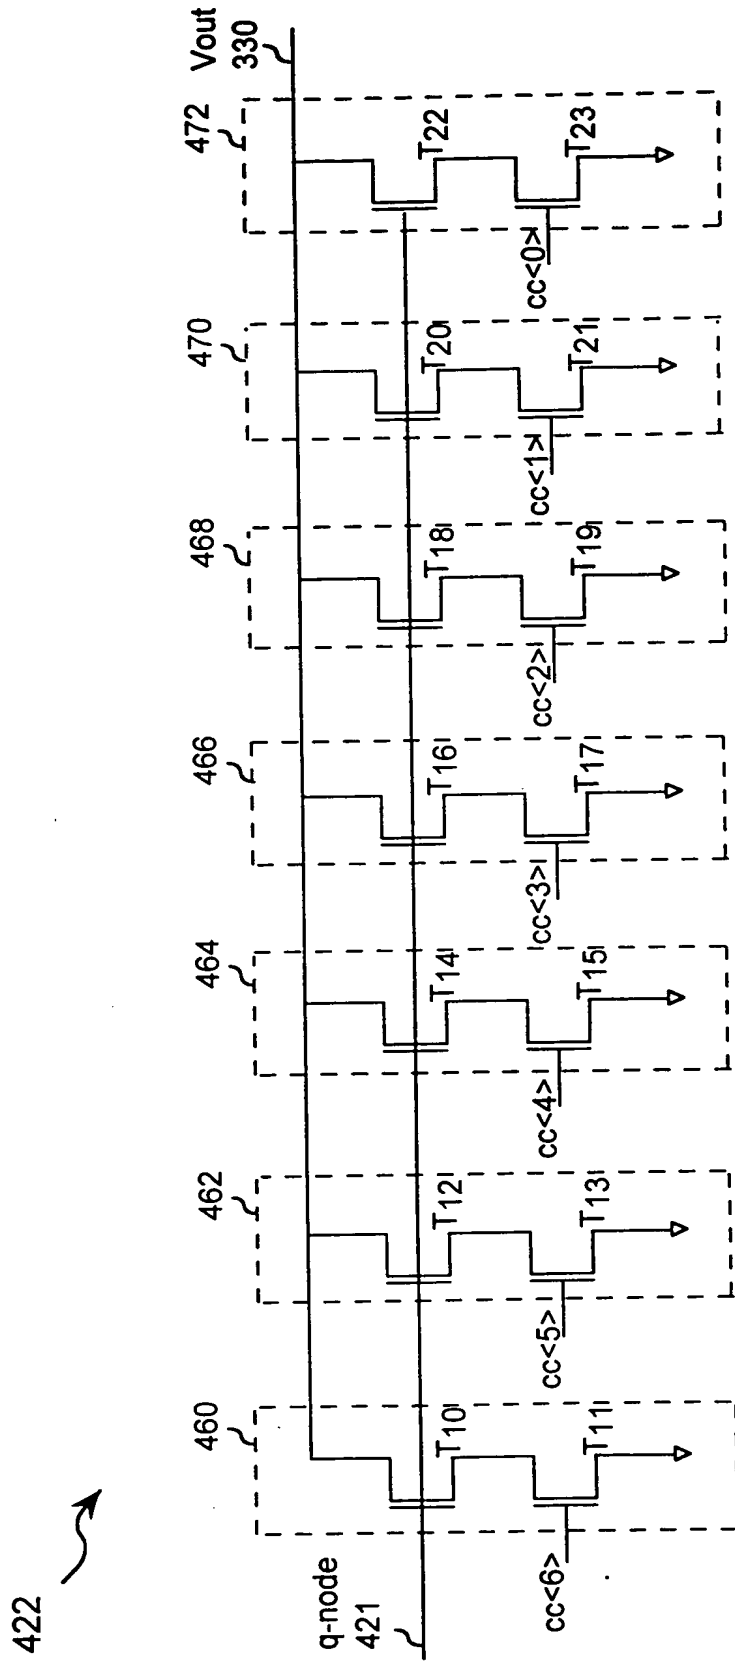 422
Vout
330
460
462
464
466
468
470
472
q-node
421
T10
T12
T14
T16
T18
T20
T22
T11
T13
T15
T17
T19
T21
T23
cc<6>
cc<5>
cc<4>
cc<3>
cc<2>
cc<1>
cc<0>